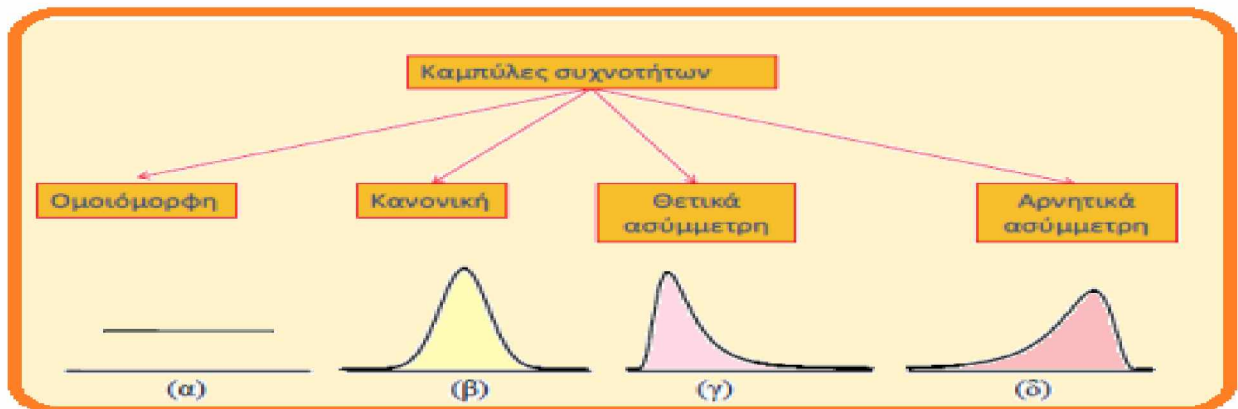 Καμπύλες συχνοτήτων
Ομοιόμορφη
Κανονική
Θετικά
ασύμμετρη
Αρνητικά
ασύμμετρη
(α)
(β)
(γ)
(δ)